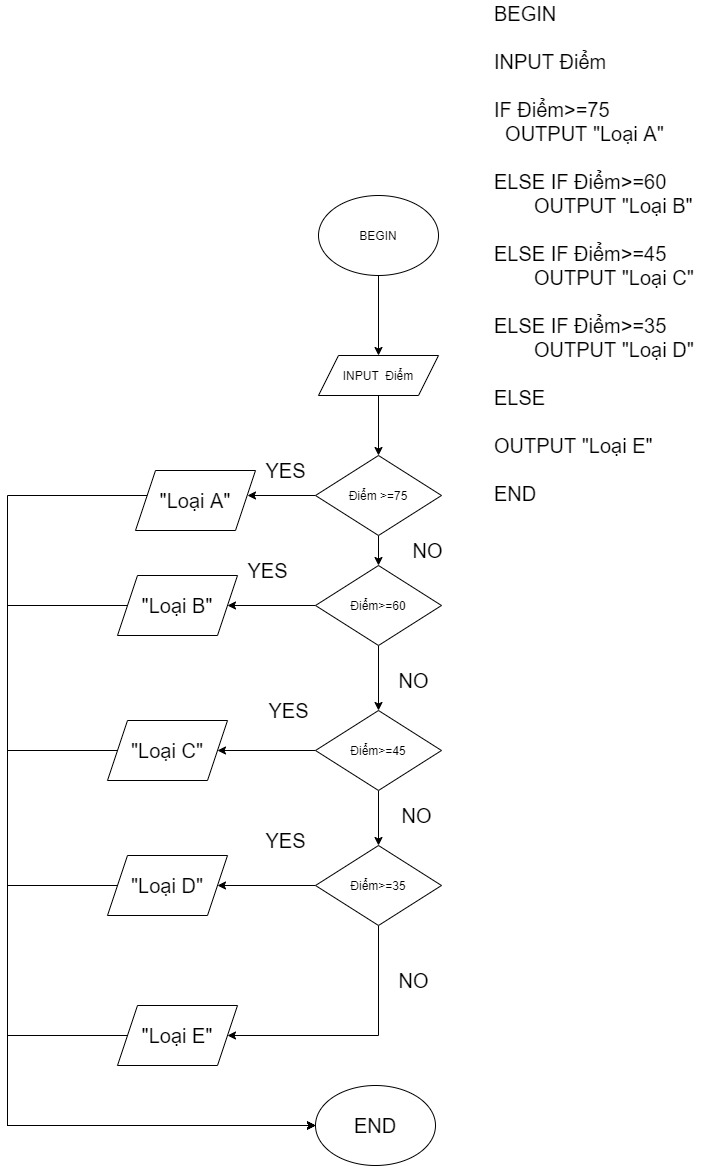 BEGIN
INPUT Điểm
IF Điểm>=75
OUTPUT "Loại A"
ELSE IF Điểm>=60
OUTPUT "Loại B"
ELSE IF Điểm>=45
OUTPUT "Loại C"
ELSE IF Điểm>=35
OUTPUT "Loại D"
ELSE
OUTPUT "Loại E"
END
BEGIN
INPUT Điểm
Điểm >=75
YES
"Loại A"
NO
Điểm>=60
YES
"Loại B"
NO
Điểm>=45
YES
"Loại C"
NO
Điểm>=35
YES
"Loại D"
NO
"Loại E"
END